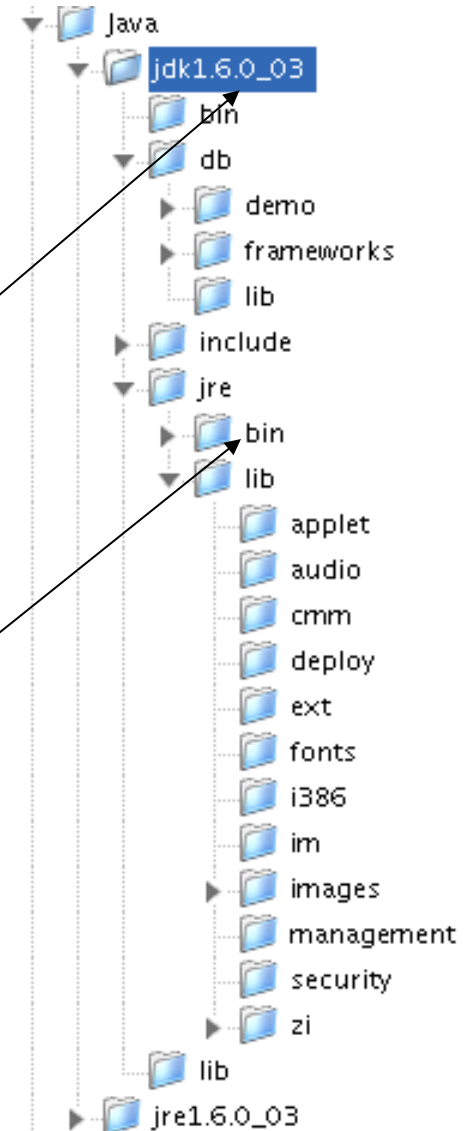 Java
jdk1.6.0_03
bin
db
demo
frameworks
lib
include
jre
bin
lib
applet
audio
cmm
deploy
ext
fonts
i386
im
images
management
security
zi
lib
jre1.6.0_03